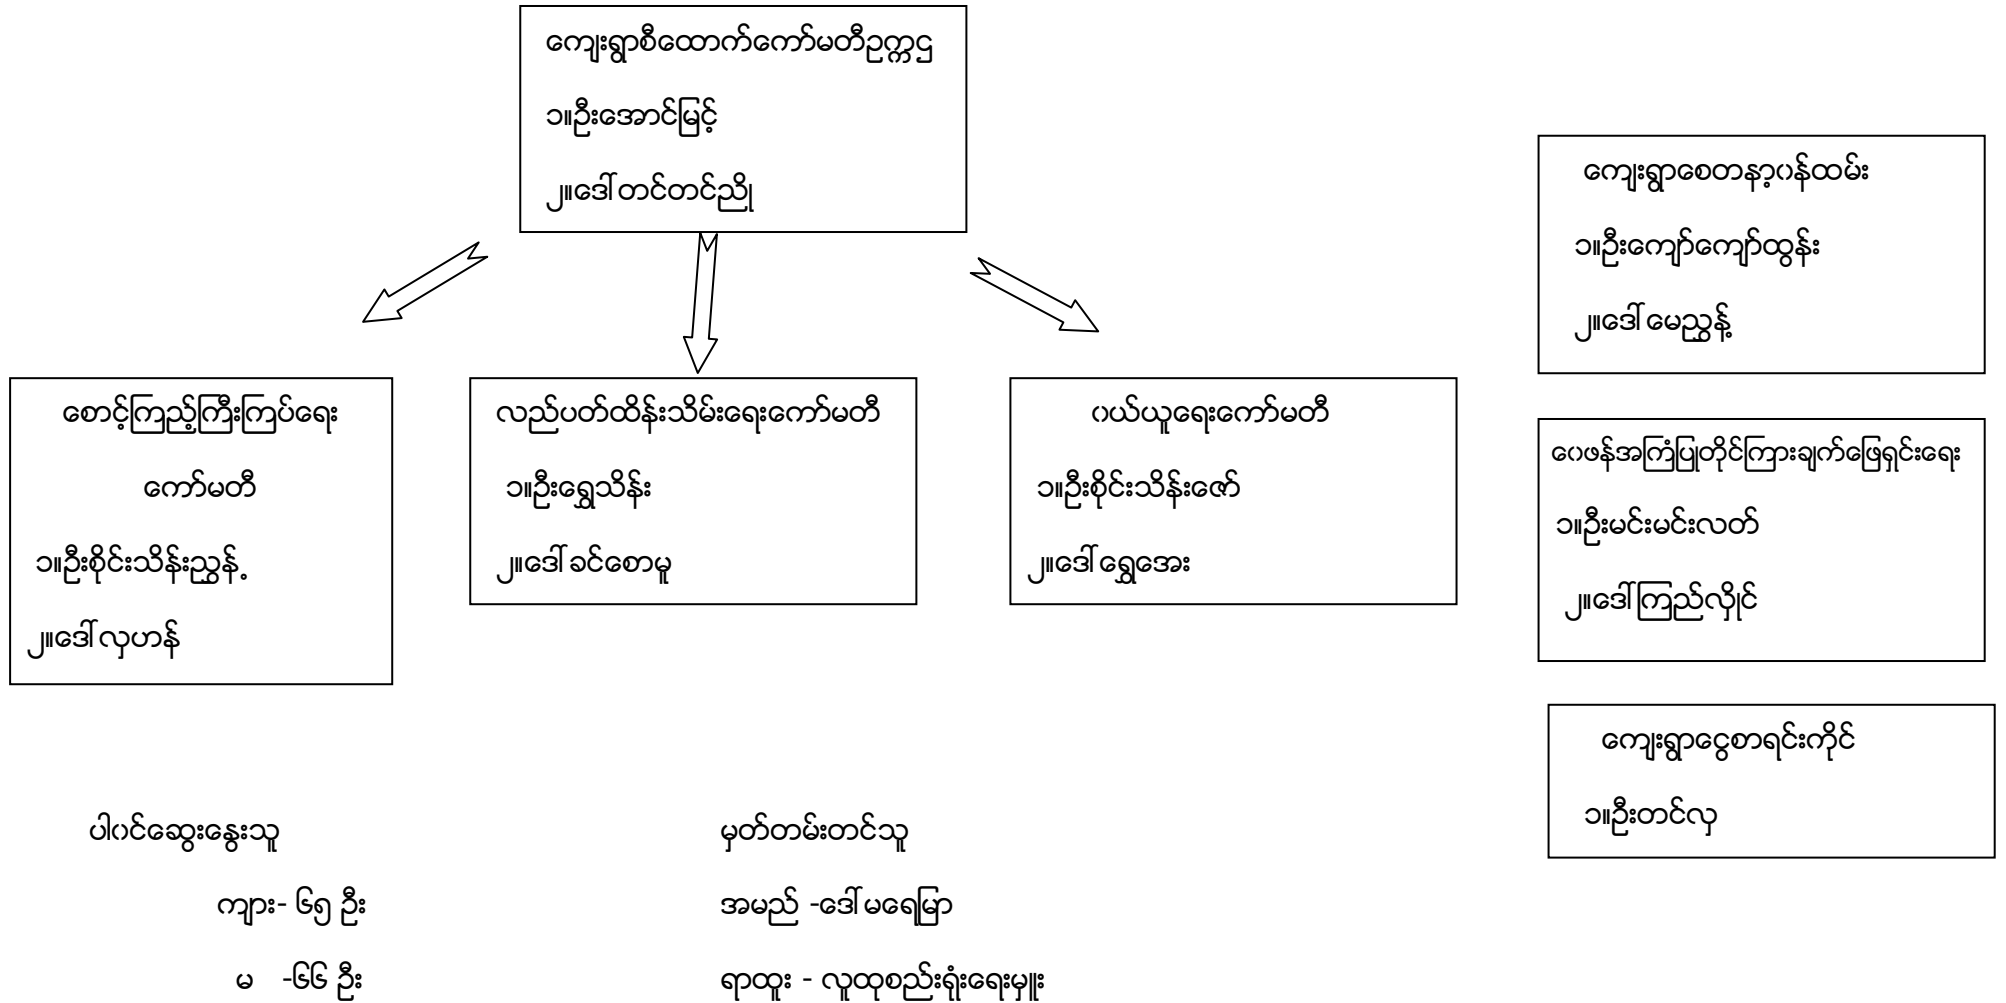 ကျေးရွာစီထောက်ကော်မတီဥက္ကဌ
၁။ဦးအောင်မြင့်
၂။ဒေါ်တင်တင်ညို
စောင့်ကြည့်ကြီးကြပ်ရေး
ကော်မတီ
၁။ဦးစိုင်းသိန်းညွှန့်
၂။ဒေါ်လှဟန်
လည်ပတ်ထိန်းသိမ်းရေးကော်မတီ
၁။ဦးရွှေသိန်း
၂။ဒေါ်ခင်စောမူ
ဝယ်ယူရေးကော်မတီ
၁။ဦးစိုင်းသိန်းဇော်
၂။ဒေါ်ရွှေအေး
ကျေးရွာစေတနာ့ဝန်ထမ်း
၁။ဦးကျော်ကျော်ထွန်း
၂။ဒေါ်မေညွှန့်
ဝေဖန်အကြံပြုတိုင်ကြားချက်ဖြေရှင်းရေး
၁။ဦးမင်းမင်းလတ်
၂။ဒေါ်ကြည်လှိုင်
ကျေးရွာငွေစာရင်းကိုင်
၁။ဦးတင်လှ
ပါဝင်ဆွေးနွေးသူ
ကျား- ၆၅ ဦး
မ -၆၆ ဦး
မှတ်တမ်းတင်သူ
အမည် -ဒေါ်မရေမြာ
ရာထူး - လူထုစည်းရုံးရေးမှူး